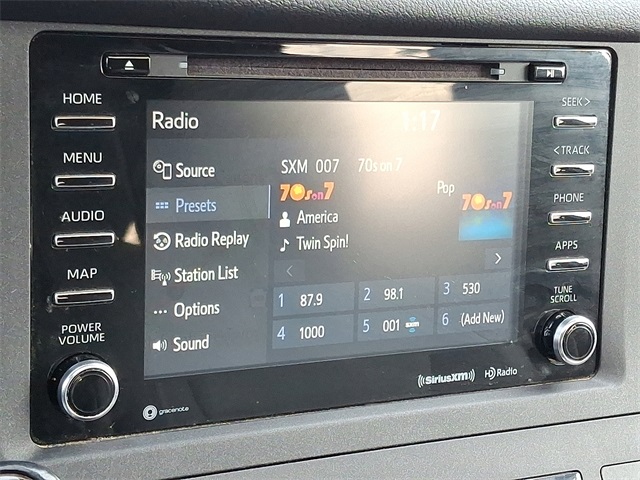 HOME
MENU
AUDIO
MAP
POWER
VOLUME
Radio
1:17
Source
Presets
Radio Replay
Station List
Options
Sound
SXM 007 70s on 7
70s on 7
Pop
70s on 7
America
Twin Spin!
1 87.9
2 98.1
3 530
4 1000
5 001
6 (Add New)
SEEK >
< TRACK
PHONE
APPS
TUNE
SCROLL
gracenote
((SiriusXM))
HD Radio